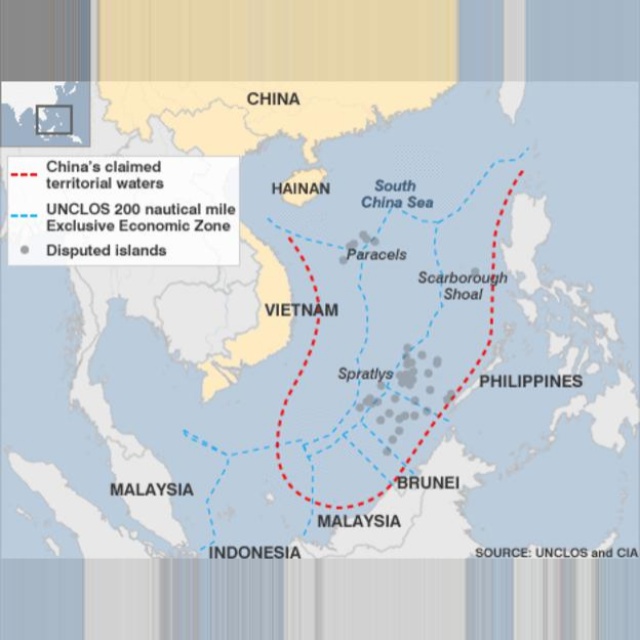 CHINA
China's claimed
territorial waters
UNCLOS 200 nautical mile
Exclusive Economic Zone
Disputed islands
HAINAN
South
China Sea
Paracels
Scarborough
Shoal
VIETNAM
Spratlys
PHILIPPINES
MALAYSIA
BRUNEI
MALAYSIA
INDONESIA
SOURCE: UNCLOS and CIA